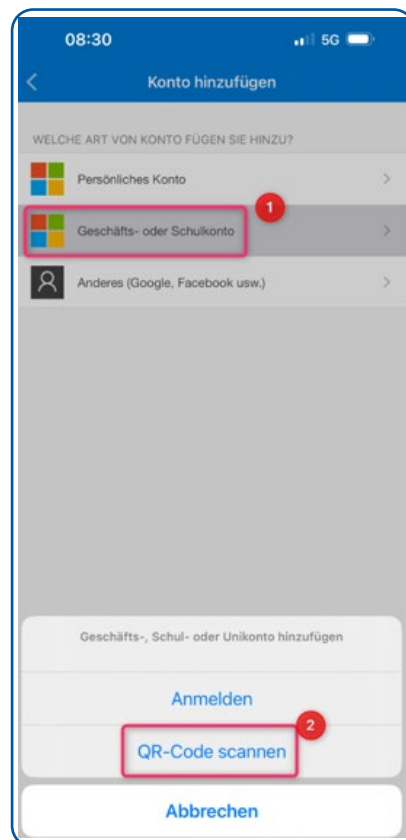 08:30
5G
Konto hinzufügen
WELCHE ART VON KONTO FÜGEN SIE HINZU?
Persönliches Konto
1
Geschäfts- oder Schulkonto
Anderes (Google, Facebook usw.)
Geschäfts-, Schul- oder Unikonto hinzufügen
Anmelden
2
QR-Code scannen
Abbrechen